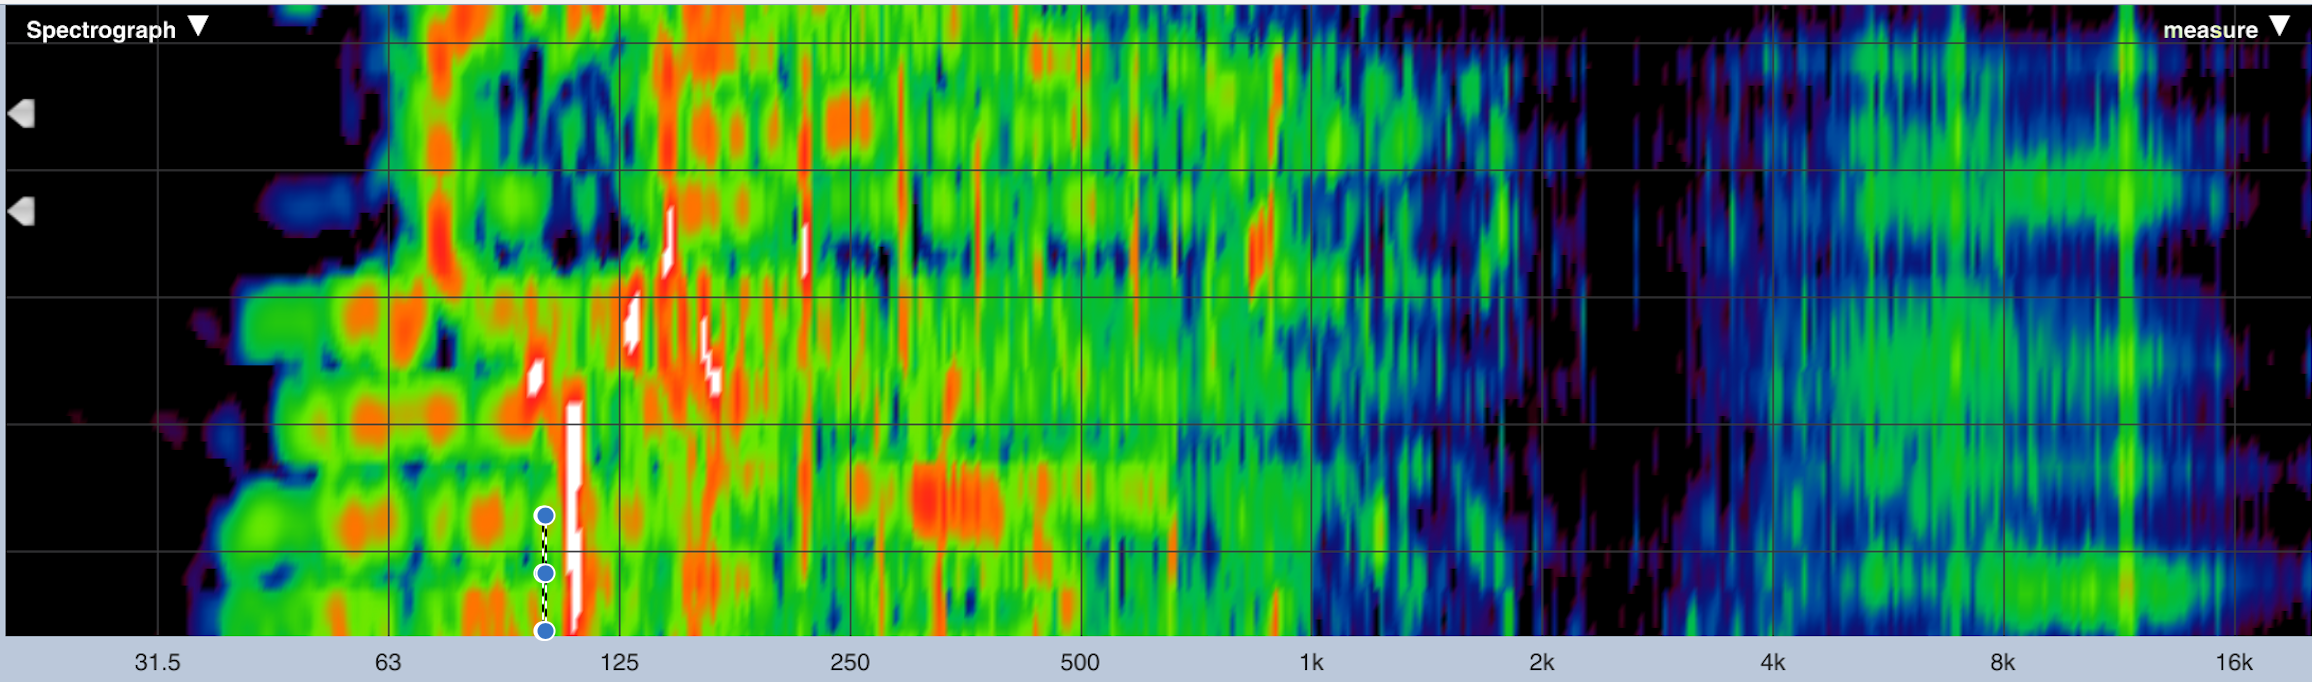 Spectrograph ▼ measure ▼
31.5 63 125 250 500 1k 2k 4k 8k 16k